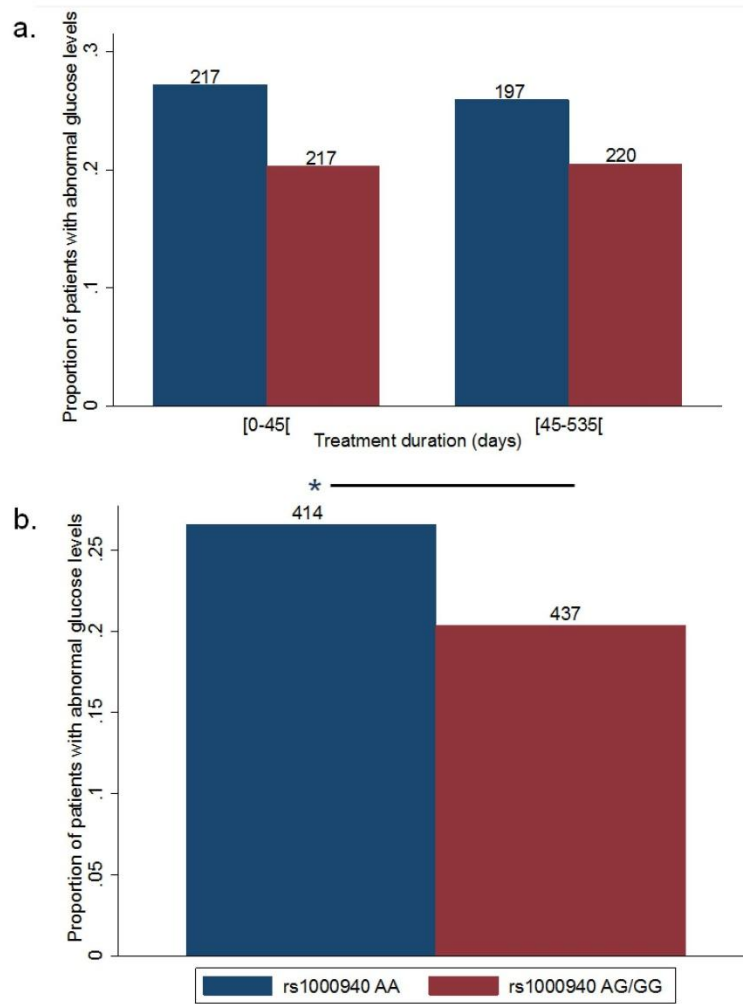 a.
Proportion of patients with abnormal glucose levels
.3
.2
.1
0
217
217
197
220
[0-45[
[45-535[
Treatment duration (days)
*
b.
Proportion of patients with abnormal glucose levels
.25
.2
.15
.1
.05
0
414
437
rs1000940 AA
rs1000940 AG/GG